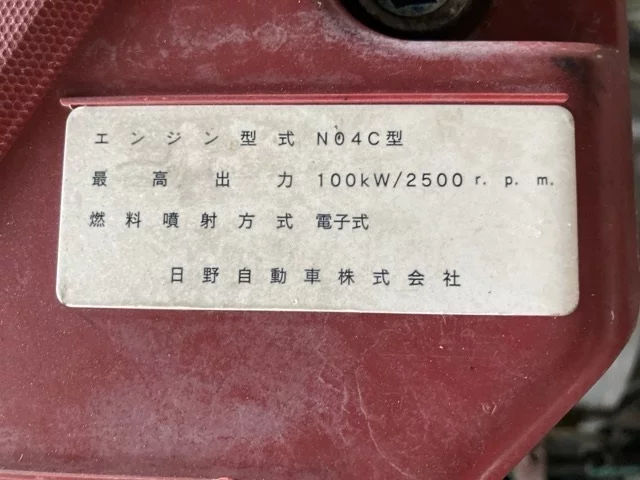 エンジン型式 N04C型
最高出力 100kW/2500 r. p. m.
燃料噴射方式 電子式
日野自動車株式会社